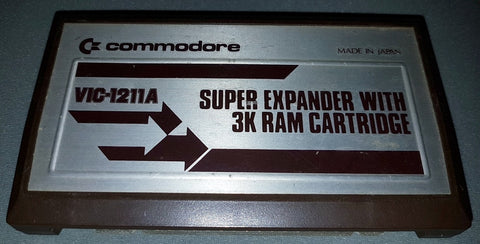 commodore
MADE IN JAPAN
VIC-1211A
SUPER EXPANDER WITH
3K RAM CARTRIDGE